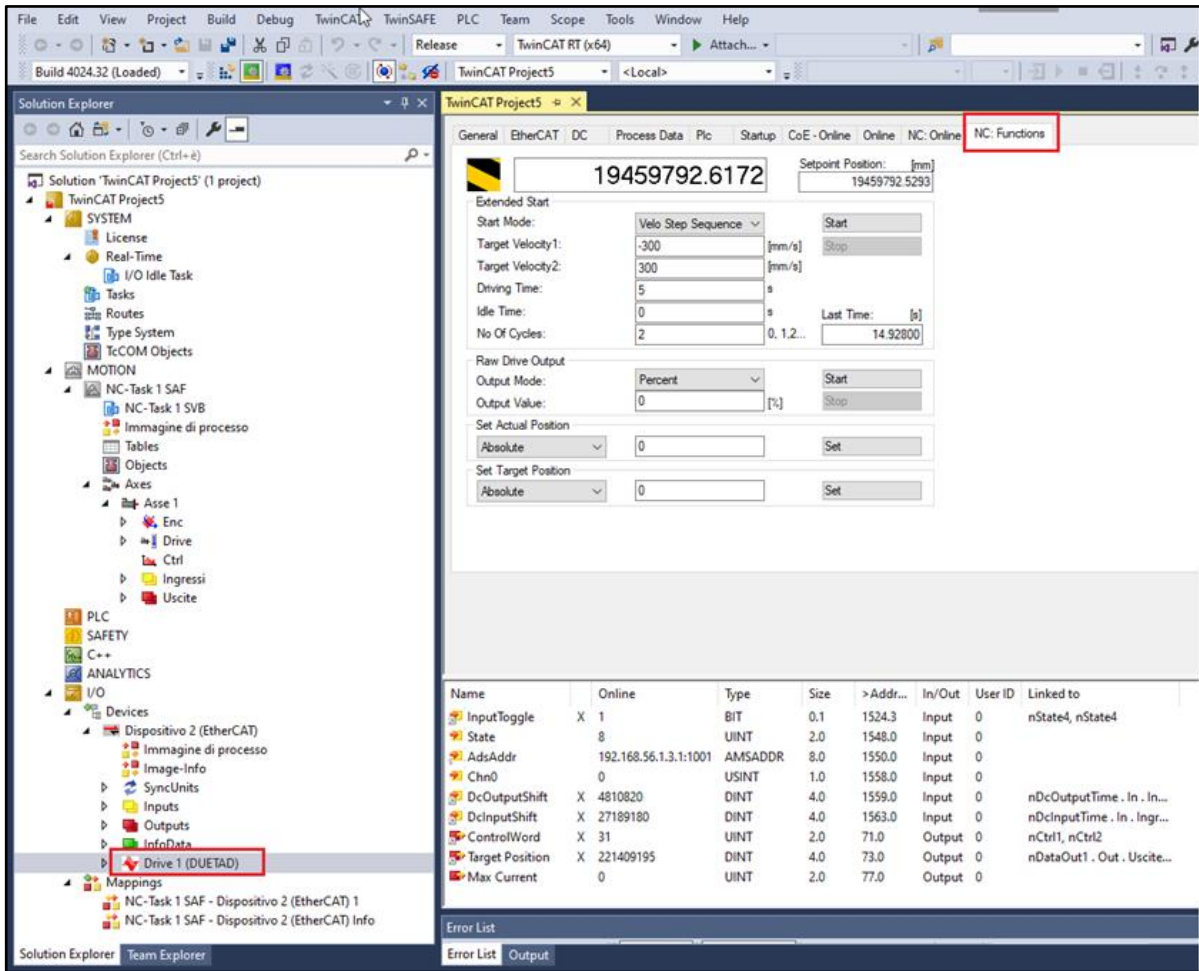 File Edit View Project Build Debug TwinCAT TwinSAFE PLC Team Scope Tools Window Help
Release TwinCAT RT (x64) Attach...
Build 4024.32 (Loaded) TwinCAT Project5 <Local>
Solution Explorer
Search Solution Explorer (Ctrl+è)
Solution 'TwinCAT Project5' (1 project)
TwinCAT Project5
SYSTEM
License
Real-Time
I/O Idle Task
Tasks
Routes
Type System
TcCOM Objects
MOTION
NC-Task 1 SAF
NC-Task 1 SVB
Immagine di processo
Tables
Objects
Axes
Asse 1
Enc
Drive
Ctrl
Ingressi
Uscite
PLC
SAFETY
C++
ANALYTICS
I/O
Devices
Dispositivo 2 (EtherCAT)
Immagine di processo
Image-Info
SyncUnits
Inputs
Outputs
InfoData
Drive 1 (DUETAD)
Mappings
NC-Task 1 SAF - Dispositivo 2 (EtherCAT) 1
NC-Task 1 SAF - Dispositivo 2 (EtherCAT) Info
Solution Explorer Team Explorer
TwinCAT Project5
General EtherCAT DC Process Data Plc Startup CoE - Online Online NC: Online NC: Functions
19459792.6172 Setpoint Position: [mm]
19459792.5293
Extended Start
Start Mode: Velo Step Sequence Start
Target Velocity1: -300 [mm/s] Stop
Target Velocity2: 300 [mm/s]
Driving Time: 5 s
Idle Time: 0 s Last Time: [s]
No Of Cycles: 2 0, 1,2... 14.92800
Raw Drive Output
Output Mode: Percent Start
Output Value: 0 [%] Stop
Set Actual Position
Absolute 0 Set
Set Target Position
Absolute 0 Set
Name Online Type Size >Addr... In/Out User ID Linked to
InputToggle X 1 BIT 0.1 1524.3 Input 0 nState4, nState4
State 8 UINT 2.0 1548.0 Input 0
AdsAddr 192.168.56.1.3.1:1001 AMSADDR 8.0 1550.0 Input 0
Chn0 0 USINT 1.0 1558.0 Input 0
DcOutputShift X 4810820 DINT 4.0 1559.0 Input 0 nDcOutputTime . In . In...
DcInputShift X 27189180 DINT 4.0 1563.0 Input 0 nDcInputTime . In . Ingr...
ControlWord X 31 UINT 2.0 71.0 Output 0 nCtrl1, nCtrl2
Target Position X 221409195 DINT 4.0 73.0 Output 0 nDataOut1 . Out . Uscite...
Max Current 0 UINT 2.0 77.0 Output 0
Error List
Error List Output